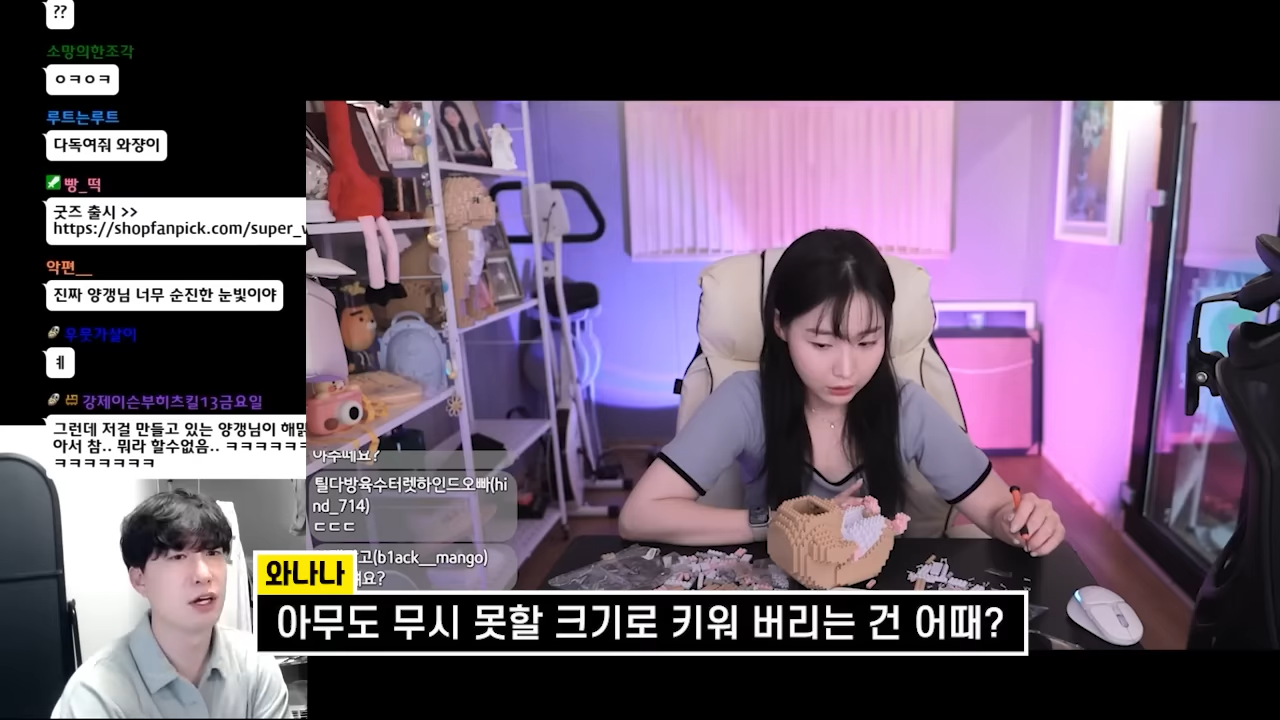 ??
소망의한조각
ㅇㅋㅇㅋ
루트는루트
다독여줘 와쟝이
빵_떡
굿즈 출시 >>
https://shopfanpick.com/super_
악편__
진짜 양갱님 너무 순진한 눈빛이야
우롯가살이
ㅖ
강제이슨부히츠킬13금요일
그런데 저걸 만들고 있는 양갱님이 해맑
아서 참.. 뭐라 할수없음.. ㅋㅋㅋㅋㅋㅋ
ㅋㅋㅋㅋㅋㅋㅋ
틸다방육수터렛하인드오빠(hi
nd_714)
ㄷㄷㄷ
고(b1ack__mango)
여요?
와나나
아무도 무시 못할 크기로 키워 버리는 건 어때?